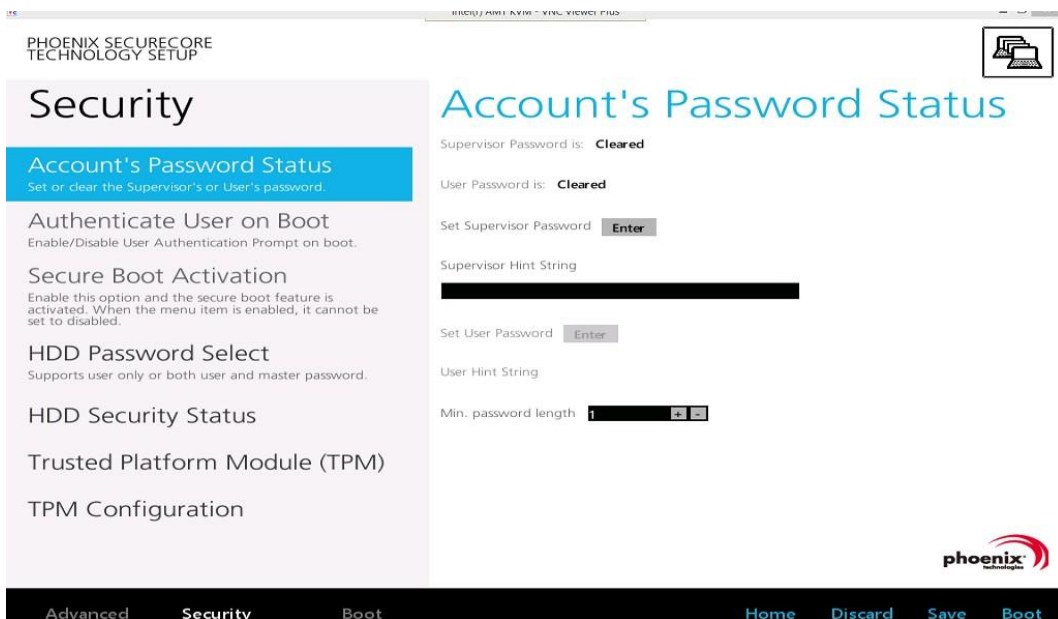 Intel(r) AMT KVM - VNC Viewer Plus
PHOENIX SECURECORE
TECHNOLOGY SETUP
Security
Account's Password Status
Set or clear the Supervisor's or User's password.
Authenticate User on Boot
Enable/Disable User Authentication Prompt on boot.
Secure Boot Activation
Enable this option and the secure boot feature is
activated. When the menu item is enabled, it cannot be
set to disabled.
HDD Password Select
Supports user only or both user and master password.
HDD Security Status
Trusted Platform Module (TPM)
TPM Configuration
Account's Password Status
Supervisor Password is: Cleared
User Password is: Cleared
Set Supervisor Password Enter
Supervisor Hint String
Set User Password Enter
User Hint String
Min. password length 1 + -
phoenix
technologies
Advanced Security Boot Home Discard Save Boot